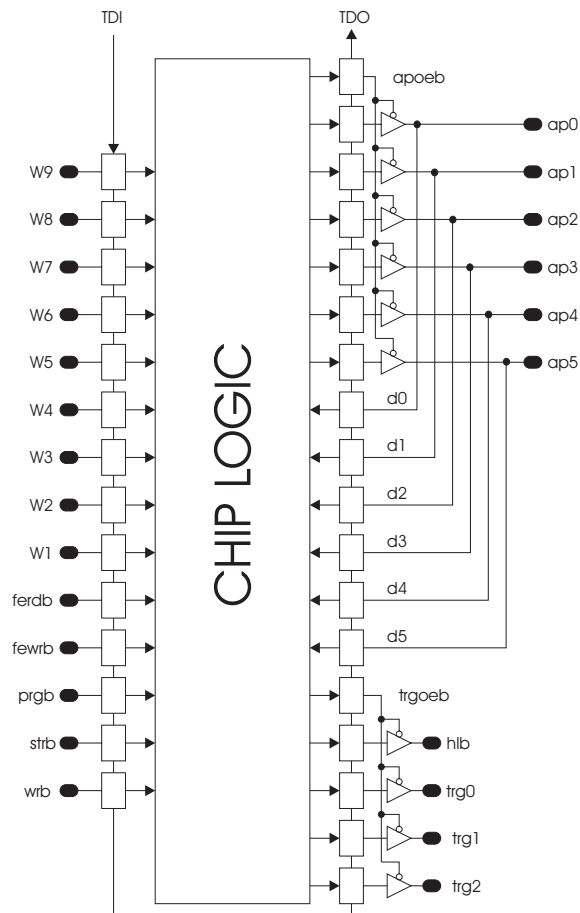 TDI
TDO
apoeb
ap0
W9
ap1
W8
ap2
W7
ap3
W6
ap4
W5
ap5
W4
d0
W3
d1
W2
d2
W1
d3
ferdb
d4
fewrb
d5
prgb
trgoeb
strb
hlb
wrb
trg0
trg1
trg2
CHIP LOGIC